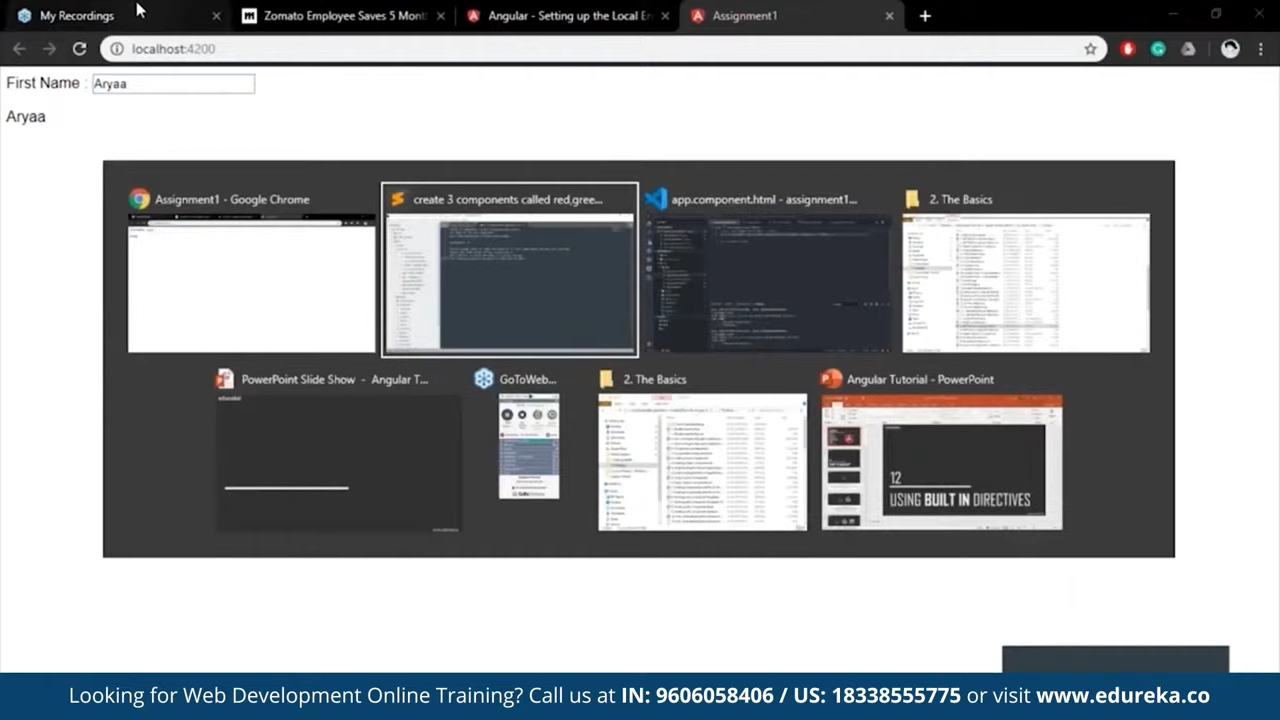 My Recordings
Zomato Employee Saves 5 Mont
Angular - Setting up the Local En
Assignment1
localhost:4200
First Name : Aryaa
Aryaa
Assignment1 - Google Chrome
create 3 components called red,gree...
app.component.html - assignment1...
2. The Basics
PowerPoint Slide Show - Angular T...
GoToWeb...
2. The Basics
Angular Tutorial - PowerPoint
12
USING BUILT IN DIRECTIVES
Looking for Web Development Online Training? Call us at IN: 9606058406 / US: 18338555775 or visit www.edureka.co